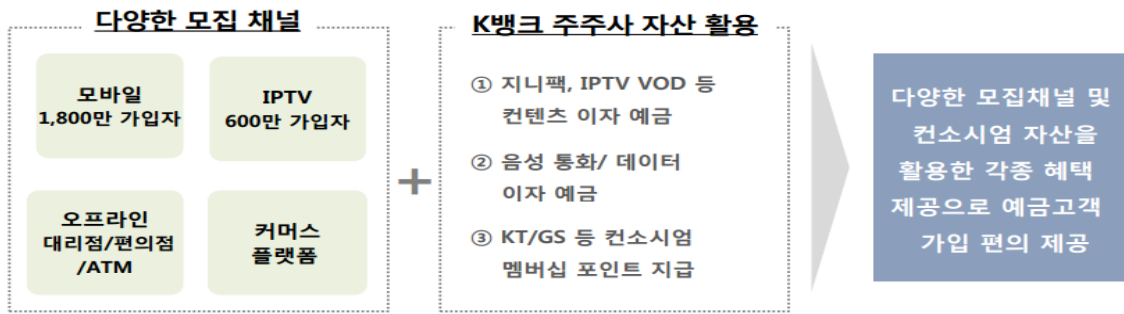 다양한 모집 채널
모바일
1,800만 가입자
IPTV
600만 가입자
오프라인
대리점/편의점
/ATM
커머스
플랫폼
+
K뱅크 주주사 자산 활용
① 지니팩, IPTV VOD 등
컨텐츠 이자 예금
② 음성 통화/ 데이터
이자 예금
③ KT/GS 등 컨소시엄
멤버십 포인트 지급
다양한 모집채널 및
컨소시엄 자산을
활용한 각종 혜택
제공으로 예금고객
가입 편의 제공